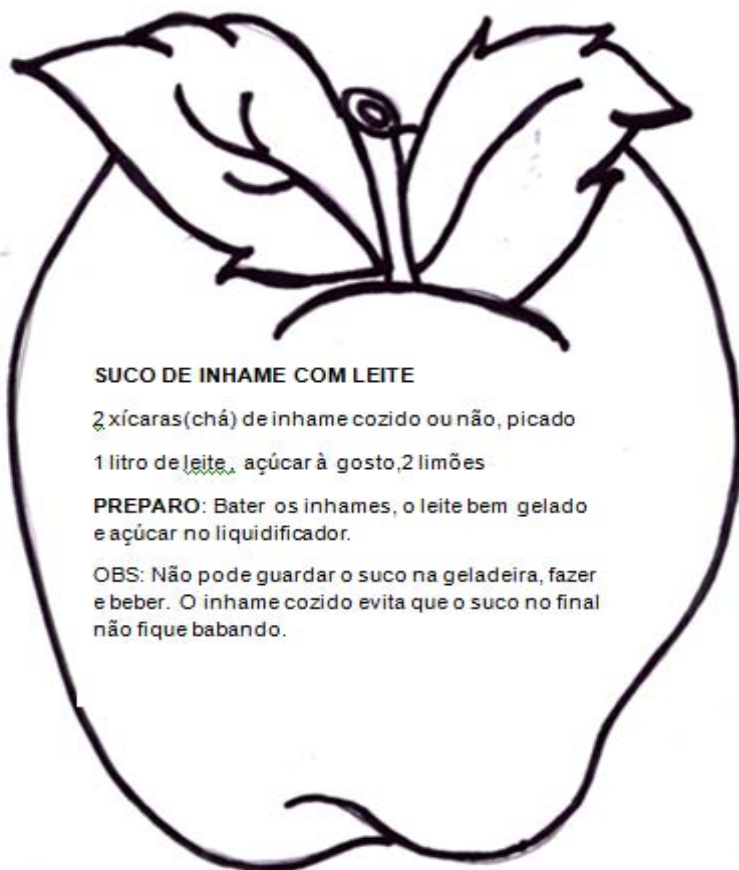 SUCO DE INHAME COM LEITE
2 xícaras(chá) de inhame cozido ou não, picado
1 litro de leite , açúcar à gosto,2 limões
PREPARO: Bater os inhames, o leite bem gelado
e açúcar no liquidificador.
OBS: Não pode guardar o suco na geladeira, fazer
e beber. O inhame cozido evita que o suco no final
não fique babando.